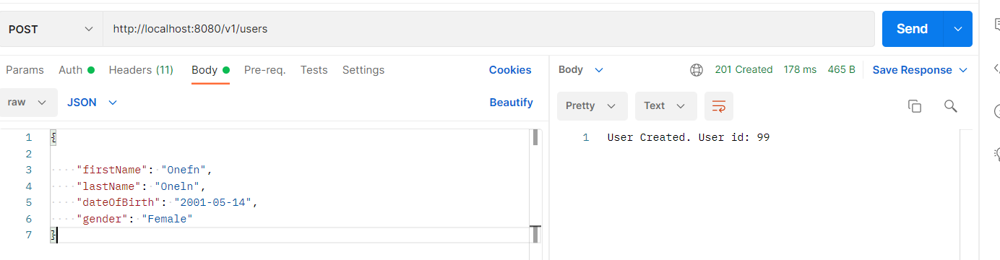 POST http://localhost:8080/v1/users Send
Params Auth Headers (11) Body Pre-req. Tests Settings Cookies
Body 201 Created 178 ms 465 B Save Response
raw JSON Beautify
Pretty Text
1 {
2
3 "firstName": "Onefn",
4 "lastName": "Oneln",
5 "dateOfBirth": "2001-05-14",
6 "gender": "Female"
7 }
1 User Created. User id: 99